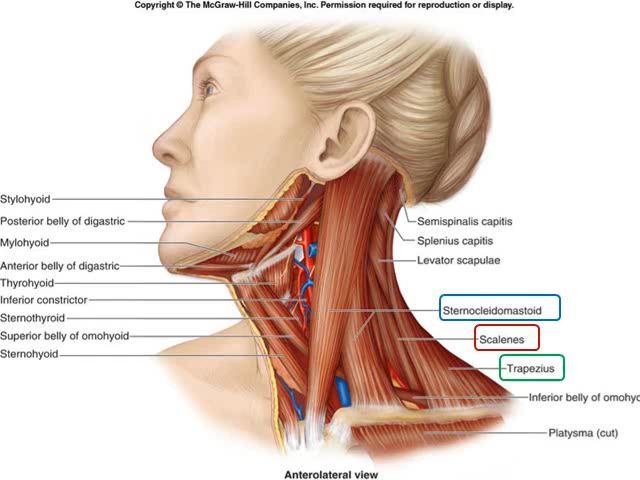 Copyright © The McGraw-Hill Companies, Inc. Permission required for reproduction or display.
Stylohyoid
Posterior belly of digastric
Mylohyoid
Anterior belly of digastric
Thyrohyoid
Inferior constrictor
Sternothyroid
Superior belly of omohyoid
Sternohyoid
Semispinalis capitis
Splenius capitis
Levator scapulae
Sternocleidomastoid
Scalenes
Trapezius
Inferior belly of omohyo
Platysma (cut)
Anterolateral view